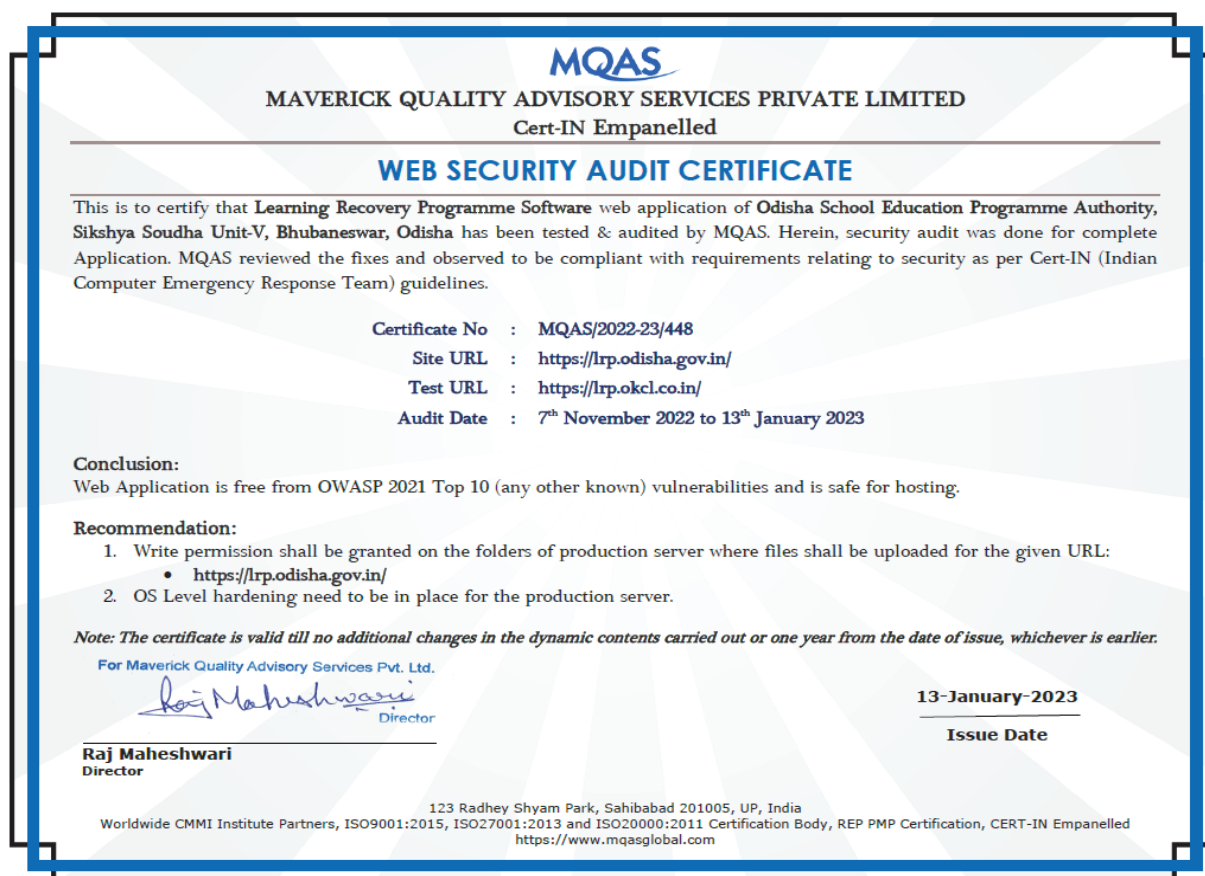 MQAS
MAVERICK QUALITY ADVISORY SERVICES PRIVATE LIMITED
Cert-IN Empanelled
WEB SECURITY AUDIT CERTIFICATE
This is to certify that Learning Recovery Programme Software web application of Odisha School Education Programme Authority,
Sikshya Soudha Unit-V, Bhubaneswar, Odisha has been tested & audited by MQAS. Herein, security audit was done for complete
Application. MQAS reviewed the fixes and observed to be compliant with requirements relating to security as per Cert-IN (Indian
Computer Emergency Response Team) guidelines.
Certificate No : MQAS/2022-23/448
Site URL : https://lrp.odisha.gov.in/
Test URL : https://lrp.okcl.co.in/
Audit Date : 7th November 2022 to 13th January 2023
Conclusion:
Web Application is free from OWASP 2021 Top 10 (any other known) vulnerabilities and is safe for hosting.
Recommendation:
1. Write permission shall be granted on the folders of production server where files shall be uploaded for the given URL:
• https://lrp.odisha.gov.in/
2. OS Level hardening need to be in place for the production server.
Note: The certificate is valid till no additional changes in the dynamic contents carried out or one year from the date of issue, whichever is earlier.
For Maverick Quality Advisory Services Pvt. Ltd.
Raj Maheshwari
Director
13-January-2023
Issue Date
Raj Maheshwari
Director
123 Radhey Shyam Park, Sahibabad 201005, UP, India
Worldwide CMMI Institute Partners, ISO9001:2015, ISO27001:2013 and ISO20000:2011 Certification Body, REP PMP Certification, CERT-IN Empanelled
https://www.mqasglobal.com